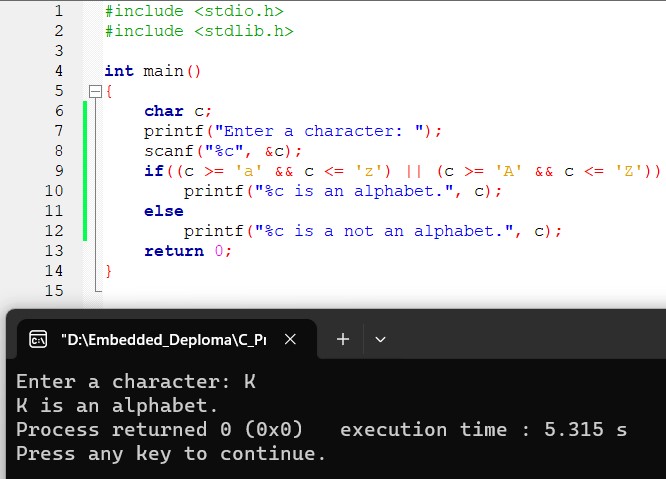 1 #include <stdio.h>
2 #include <stdlib.h>
3
4 int main()
5 {
6     char c;
7     printf("Enter a character: ");
8     scanf("%c", &c);
9     if((c >= 'a' && c <= 'z') || (c >= 'A' && c <= 'Z'))
10         printf("%c is an alphabet.", c);
11     else
12         printf("%c is a not an alphabet.", c);
13     return 0;
14 }
15
"D:\Embedded_Deploma\C_Pr
Enter a character: K
K is an alphabet.
Process returned 0 (0x0)   execution time : 5.315 s
Press any key to continue.